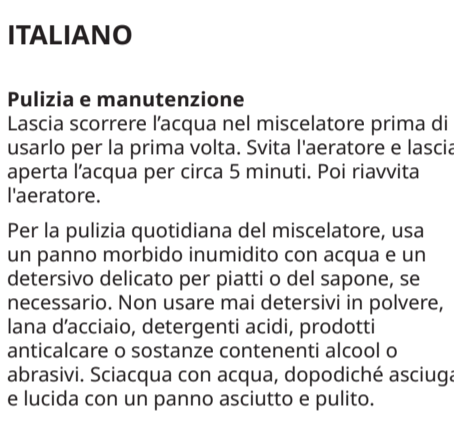 ITALIANO
Pulizia e manutenzione
Lascia scorrere l’acqua nel miscelatore prima di
usarlo per la prima volta. Svita l'aeratore e lascia
aperta l’acqua per circa 5 minuti. Poi riavvita
l'aeratore.
Per la pulizia quotidiana del miscelatore, usa
un panno morbido inumidito con acqua e un
detersivo delicato per piatti o del sapone, se
necessario. Non usare mai detersivi in polvere,
lana d’acciaio, detergenti acidi, prodotti
anticalcare o sostanze contenenti alcool o
abrasivi. Sciacqua con acqua, dopodiché asciuga
e lucida con un panno asciutto e pulito.